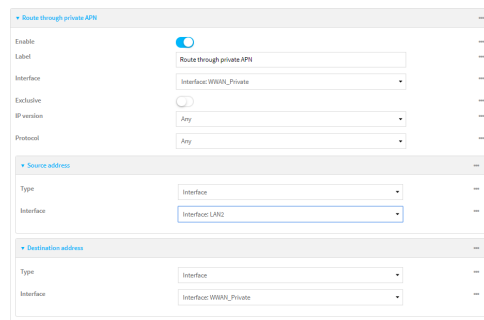 Route through private APN
Enable
Label Route through private APN
Interface Interface: WWAN_Private
Exclusive
IP version Any
Protocol Any
Source address
Type Interface
Interface Interface: LAN2
Destination address
Type Interface
Interface Interface: WWAN_Private